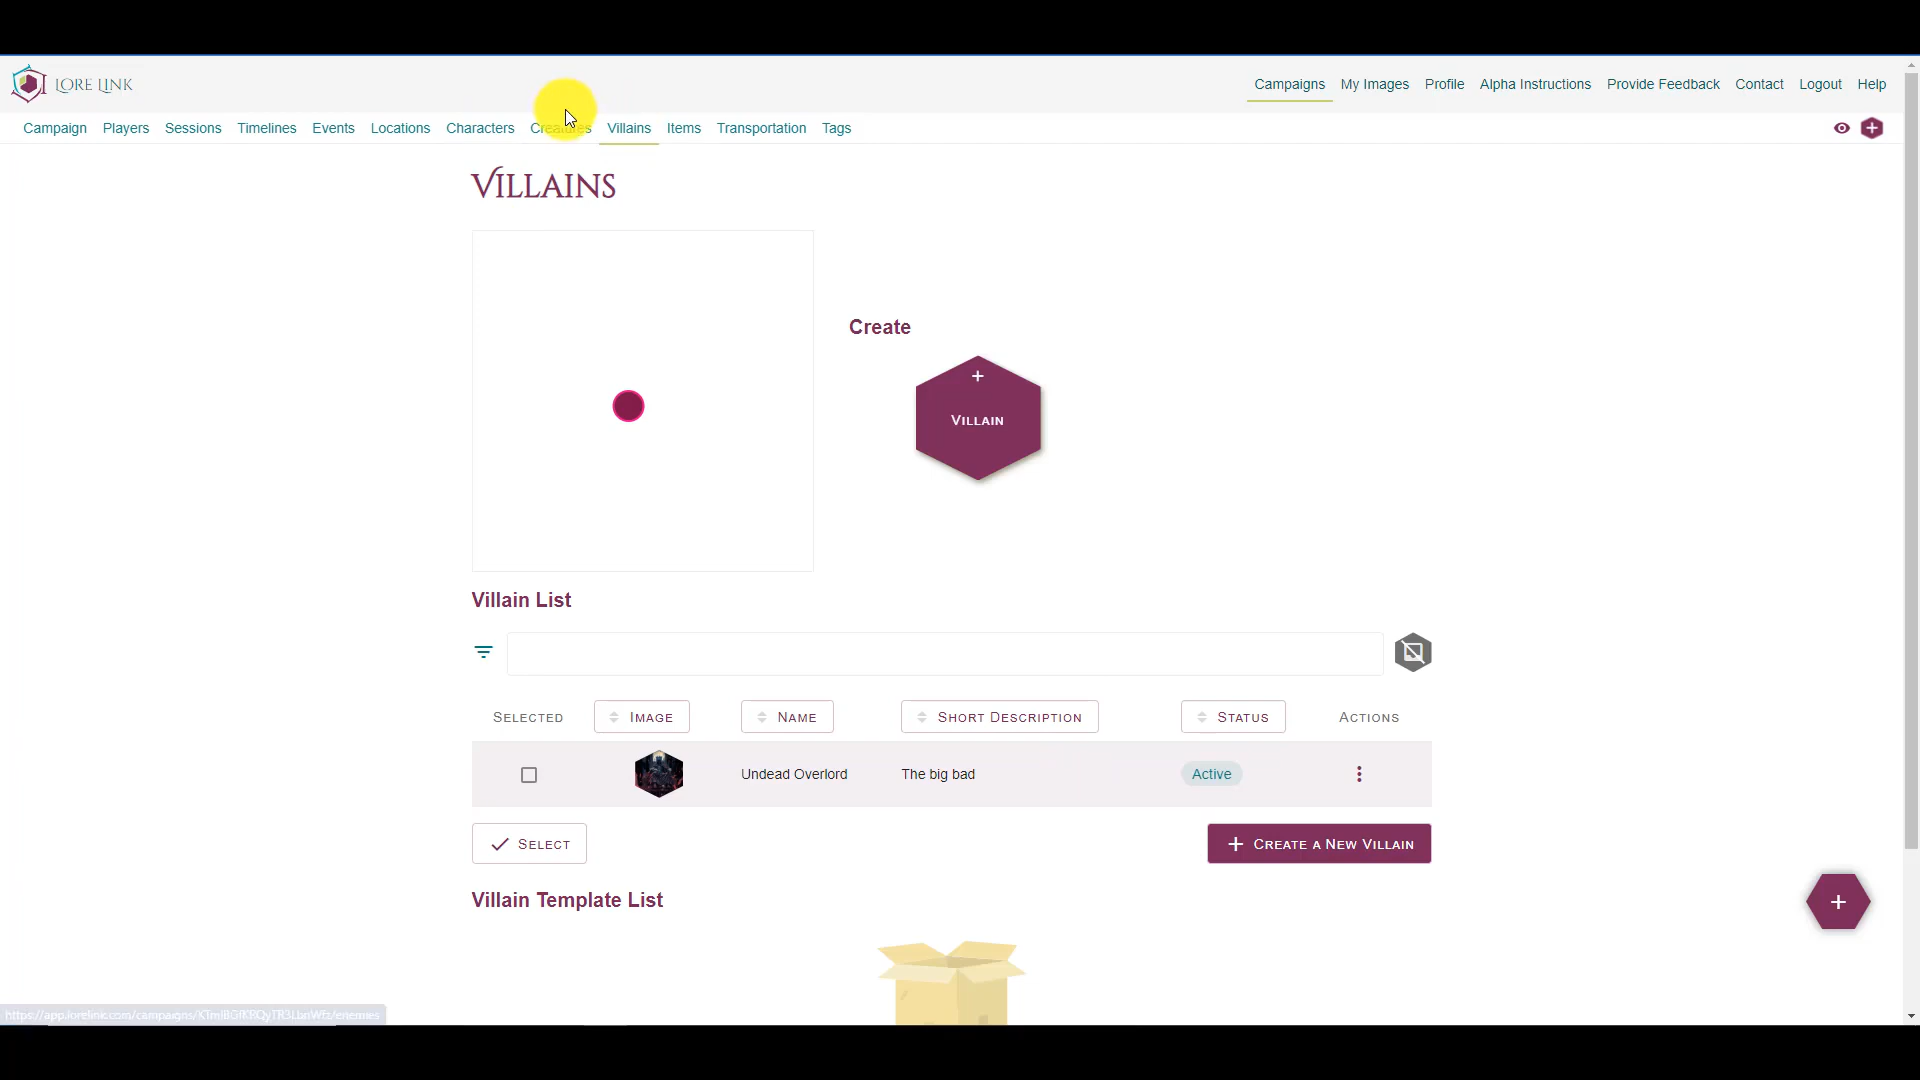 LORE LINK
Campaigns My Images Profile Alpha Instructions Provide Feedback Contact Logout Help
Campaign Players Sessions Timelines Events Locations Characters Creatures Villains Items Transportation Tags
VILLAINS
Create
+
VILLAIN
Villain List
SELECTED IMAGE NAME SHORT DESCRIPTION STATUS ACTIONS
Undead Overlord The big bad Active
SELECT + CREATE A NEW VILLAIN
Villain Template List
+